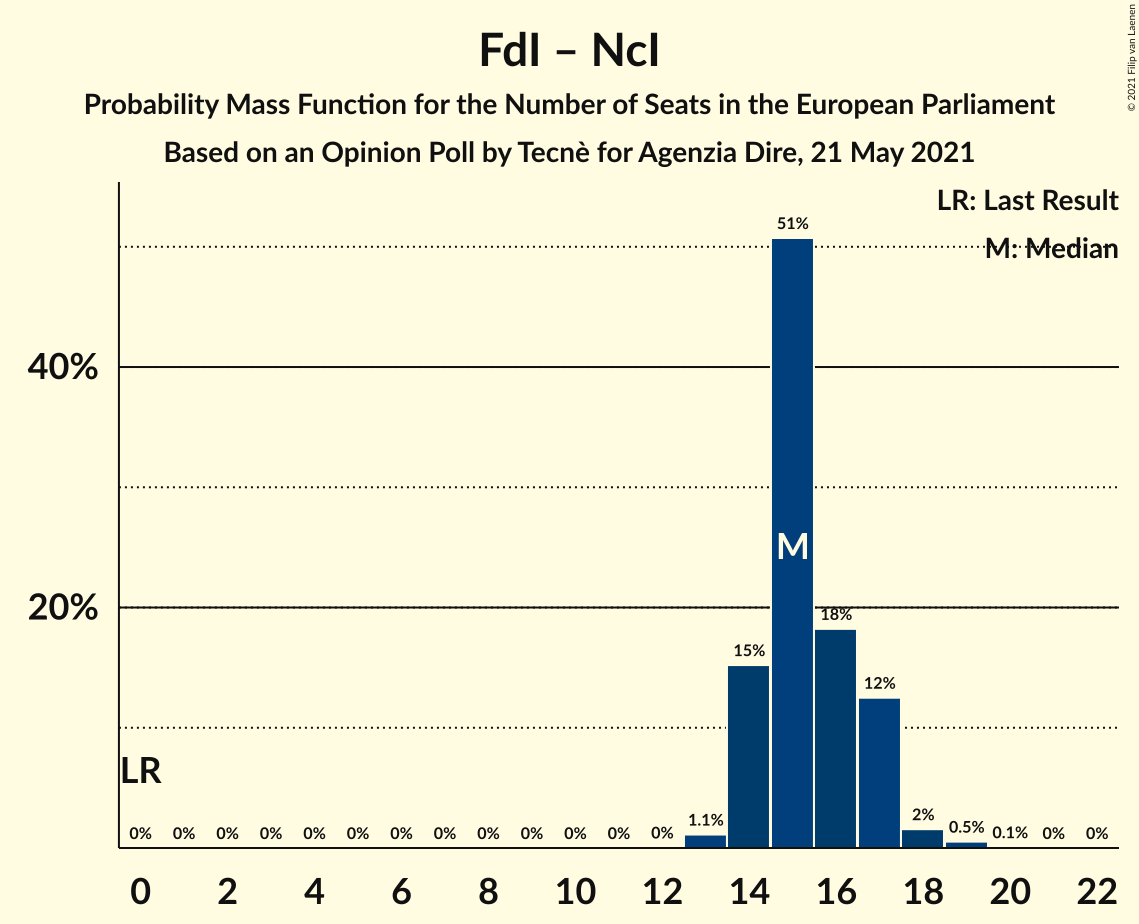 FdI – NcI
Probability Mass Function for the Number of Seats in the European Parliament
Based on an Opinion Poll by Tecnè for Agenzia Dire, 21 May 2021
© 2021 Filip van Laenen
LR: Last Result
M: Median
51%
40%
M
20%
18%
15%
12%
LR
0% 0% 0% 0% 0% 0% 0% 0% 0% 0% 0% 0% 0% 1.1% 2% 0.5% 0.1% 0% 0%
0 2 4 6 8 10 12 14 16 18 20 22